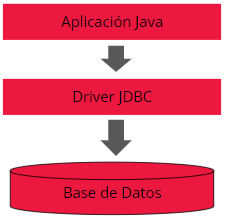 Aplicación Java
Driver JDBC
Base de Datos